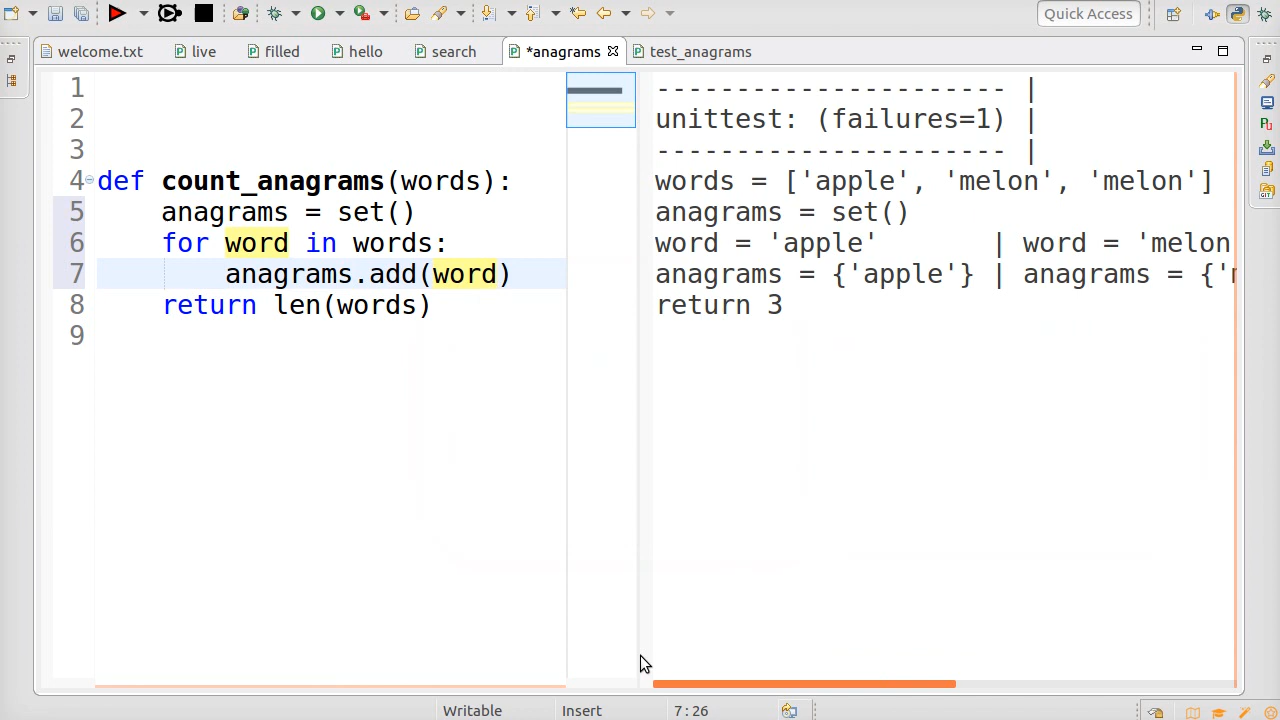 Quick Access
welcome.txt
live
filled
hello
search
*anagrams
test_anagrams
1
2
3
4 def count_anagrams(words):
5 anagrams = set()
6 for word in words:
7 anagrams.add(word)
8 return len(words)
9
---------------------- |
unittest: (failures=1) |
---------------------- |
words = ['apple', 'melon', 'melon']
anagrams = set()
word = 'apple' | word = 'melon
anagrams = {'apple'} | anagrams = {'m
return 3
Writable
Insert
7:26